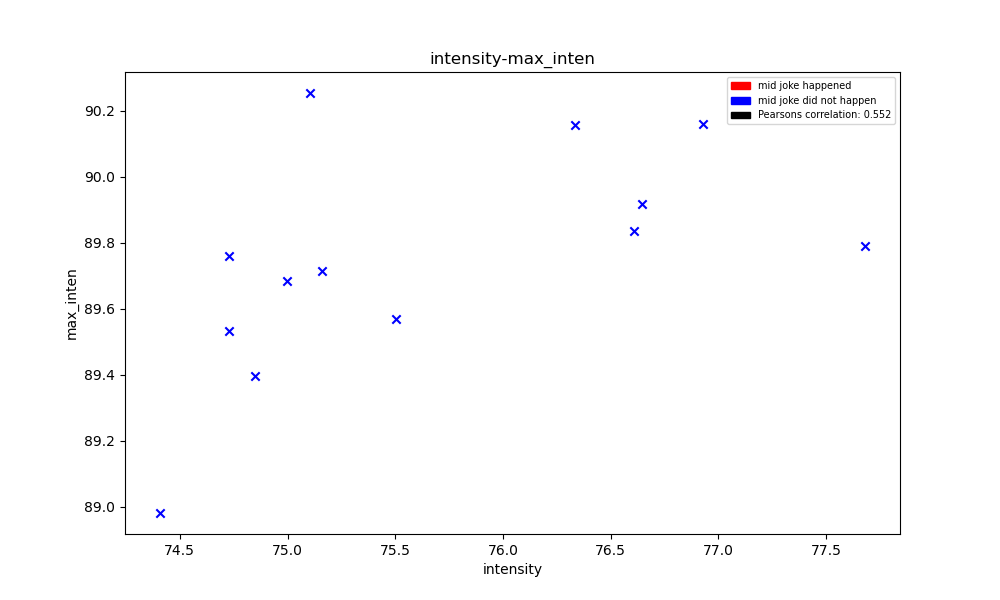 intensity-max_inten
mid joke happened
mid joke did not happen
Pearsons correlation: 0.552
90.2
90.0
89.8
89.6
89.4
89.2
89.0
max_inten
74.5 75.0 75.5 76.0 76.5 77.0 77.5
intensity